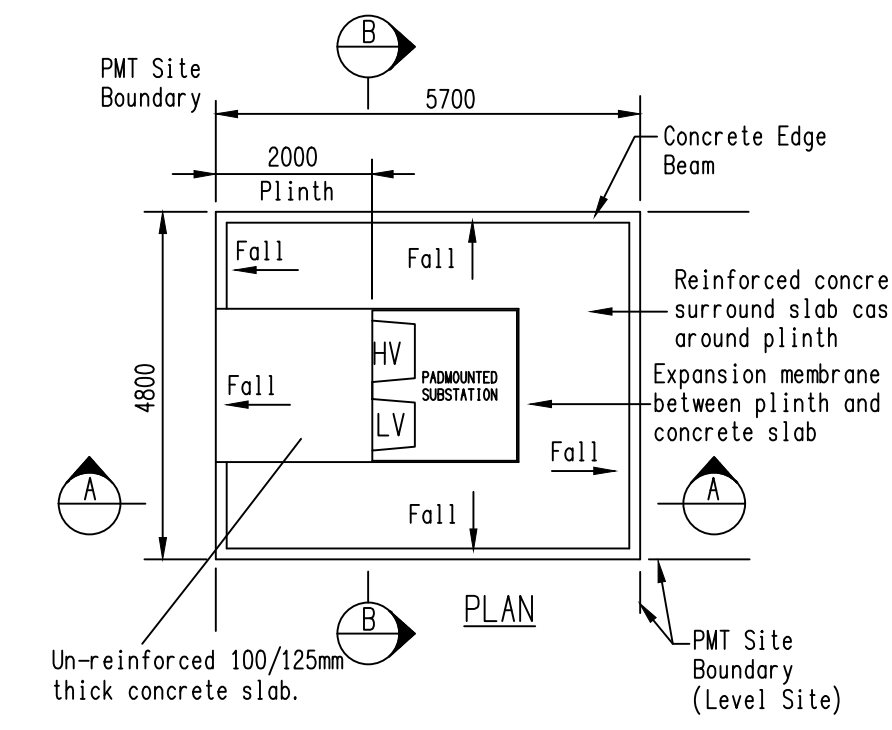 B
PMT Site
Boundary
5700
2000
Plinth
Concrete Edge
Beam
Fall
Fall
Reinforced concre
surround slab cas
around plinth
HV
PADMOUNTED
SUBSTATION
Expansion membrane
between plinth and
concrete slab
4800
Fall
LV
Fall
A
A
Fall
PLAN
B
Un-reinforced 100/125mm
thick concrete slab.
PMT Site
Boundary
(Level Site)